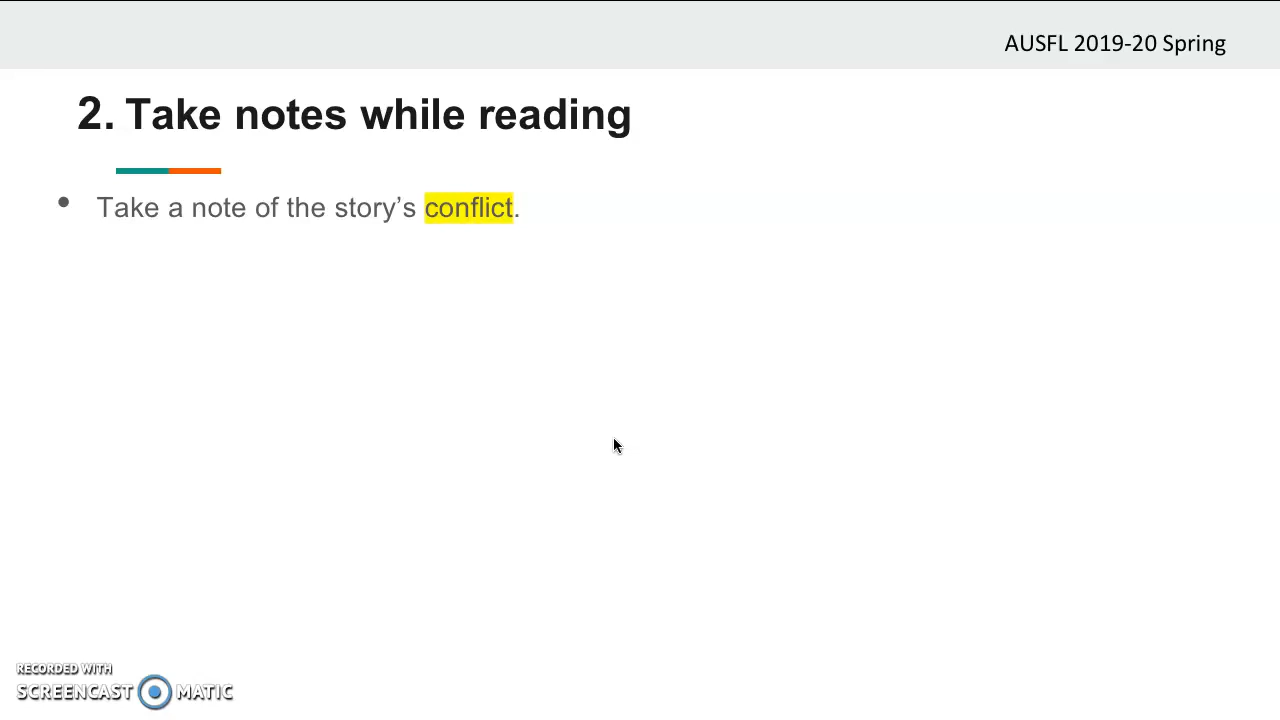 AUSFL 2019-20 Spring
2. Take notes while reading
• Take a note of the story’s conflict.
RECORDED WITH
SCREENCAST MATIC